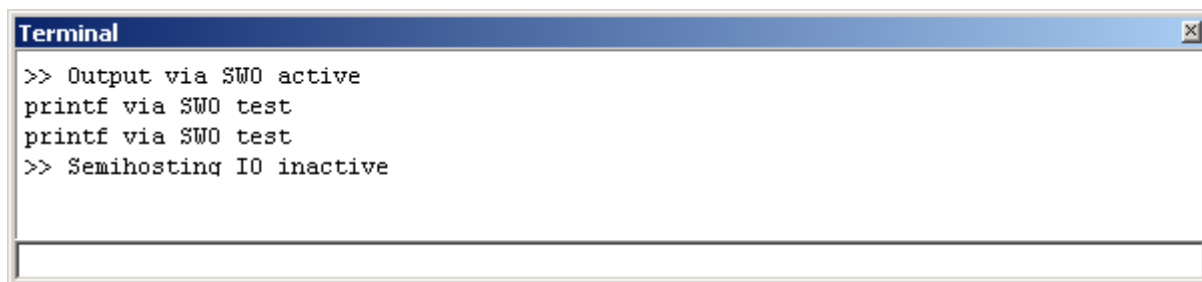 Terminal
>> Output via SWO active
printf via SWO test
printf via SWO test
>> Semihosting IO inactive